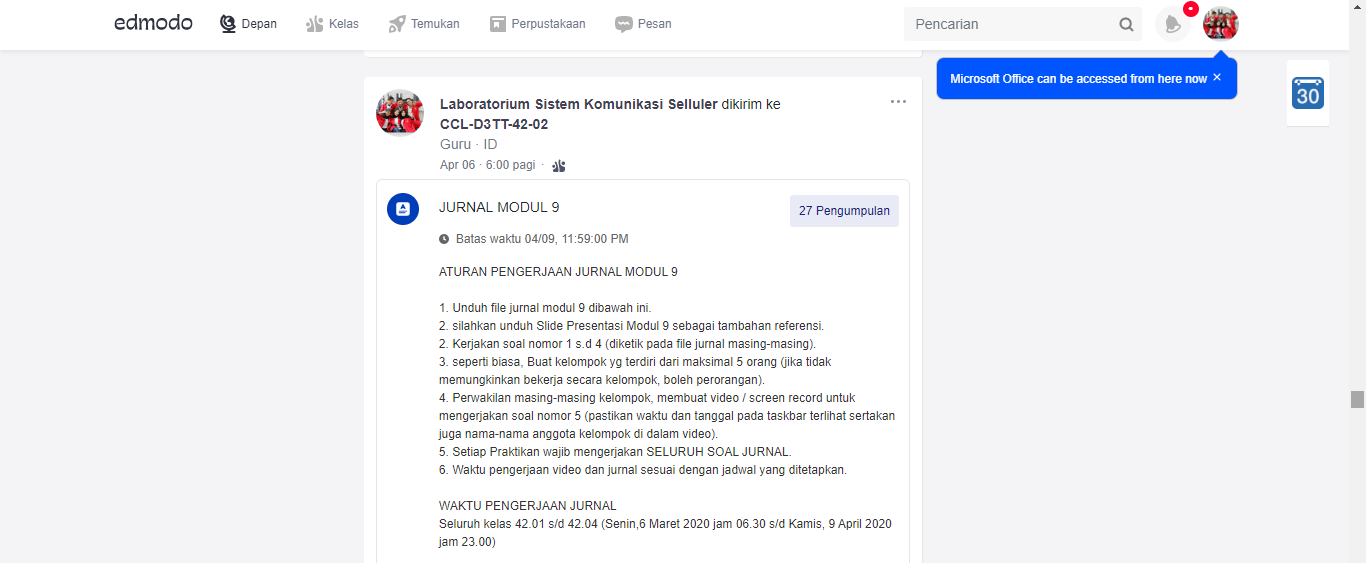 edmodo Depan Kelas Temukan Perpustakaan Pesan Pencarian
Microsoft Office can be accessed from here now ×
30
Laboratorium Sistem KomunikasiSelluler dikirim ke
CCL-D3TT-42-02
Guru · ID
Apr 06 · 6:00 pagi ·
JURNAL MODUL 9
27 Pengumpulan
Batas waktu 04/09, 11:59:00 PM
ATURAN PENGERJAAN JURNAL MODUL 9
1. Unduh file jurnal modul 9 dibawah ini.
2. silahkan unduh Slide Presentasi Modul 9 sebagai tambahan referensi.
2. Kerjakan soal nomor 1 s.d 4 (diketik pada file jurnal masing-masing).
3. seperti biasa, Buat kelompok yg terdiri dari maksimal 5 orang (jika tidak
memungkinkan bekerja secara kelompok, boleh perorangan).
4. Perwakilan masing-masing kelompok, membuat video / screen record untuk
mengerjakan soal nomor 5 (pastikan waktu dan tanggal pada taskbar terlihat sertakan
juga nama-nama anggota kelompok di dalam video).
5. Setiap Praktikan wajib mengerjakan SELURUH SOAL JURNAL.
6. Waktu pengerjaan video dan jurnal sesuai dengan jadwal yang ditetapkan.
WAKTU PENGERJAAN JURNAL
Seluruh kelas 42.01 s/d 42.04 (Senin,6 Maret 2020 jam 06.30 s/d Kamis, 9 April 2020
jam 23.00)